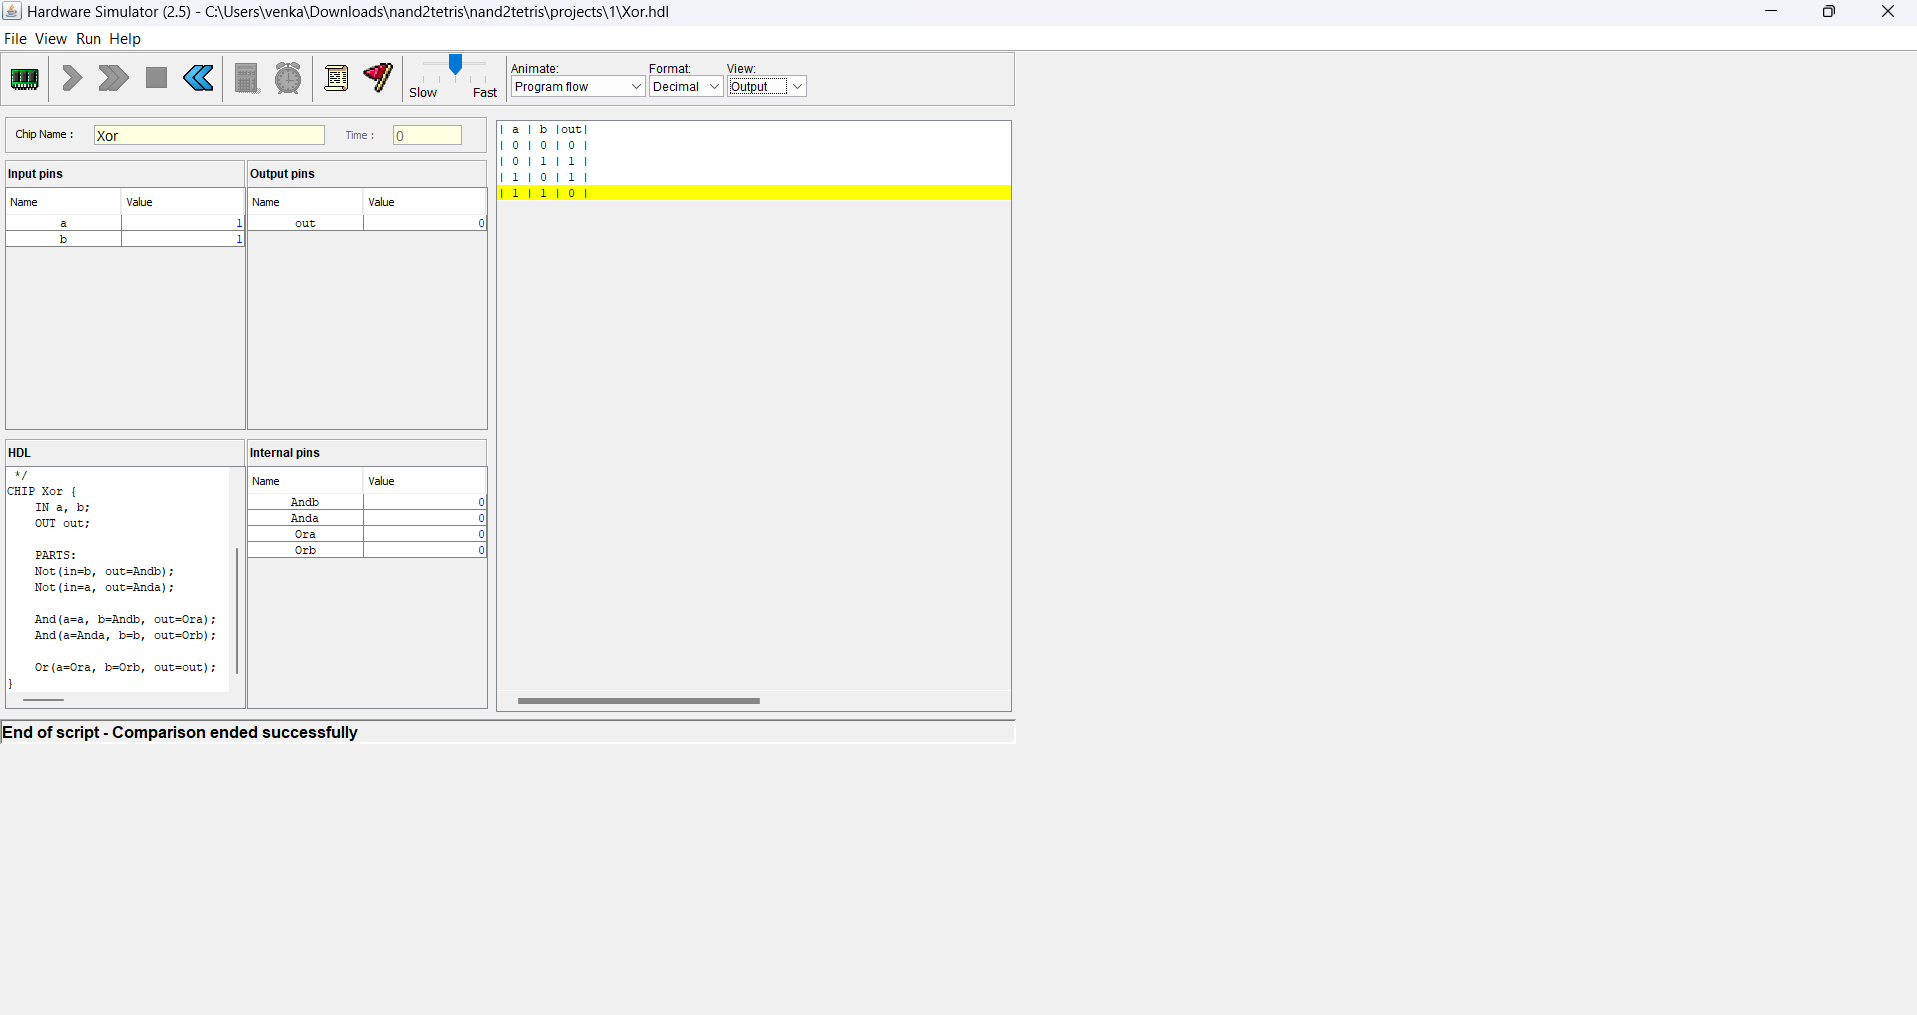 Hardware Simulator (2.5) - C:\Users\venka\Downloads\nand2tetris\nand2tetris\projects\1\Xor.hdl
File View Run Help
Slow Fast
Animate: Format: View:
Program flow Decimal Output
Chip Name : Xor Time : 0
Input pins
Name Value
a 1
b 1
Output pins
Name Value
out 0
| a | b |out|
| 0 | 0 | 0 |
| 0 | 1 | 1 |
| 1 | 0 | 1 |
| 1 | 1 | 0 |
HDL
*/
CHIP Xor {
IN a, b;
OUT out;
PARTS:
Not(in=b, out=Andb);
Not(in=a, out=Anda);
And(a=a, b=Andb, out=Ora);
And(a=Anda, b=b, out=Orb);
Or(a=Ora, b=Orb, out=out);
}
Internal pins
Name Value
Andb 0
Anda 0
Ora 0
Orb 0
End of script - Comparison ended successfully